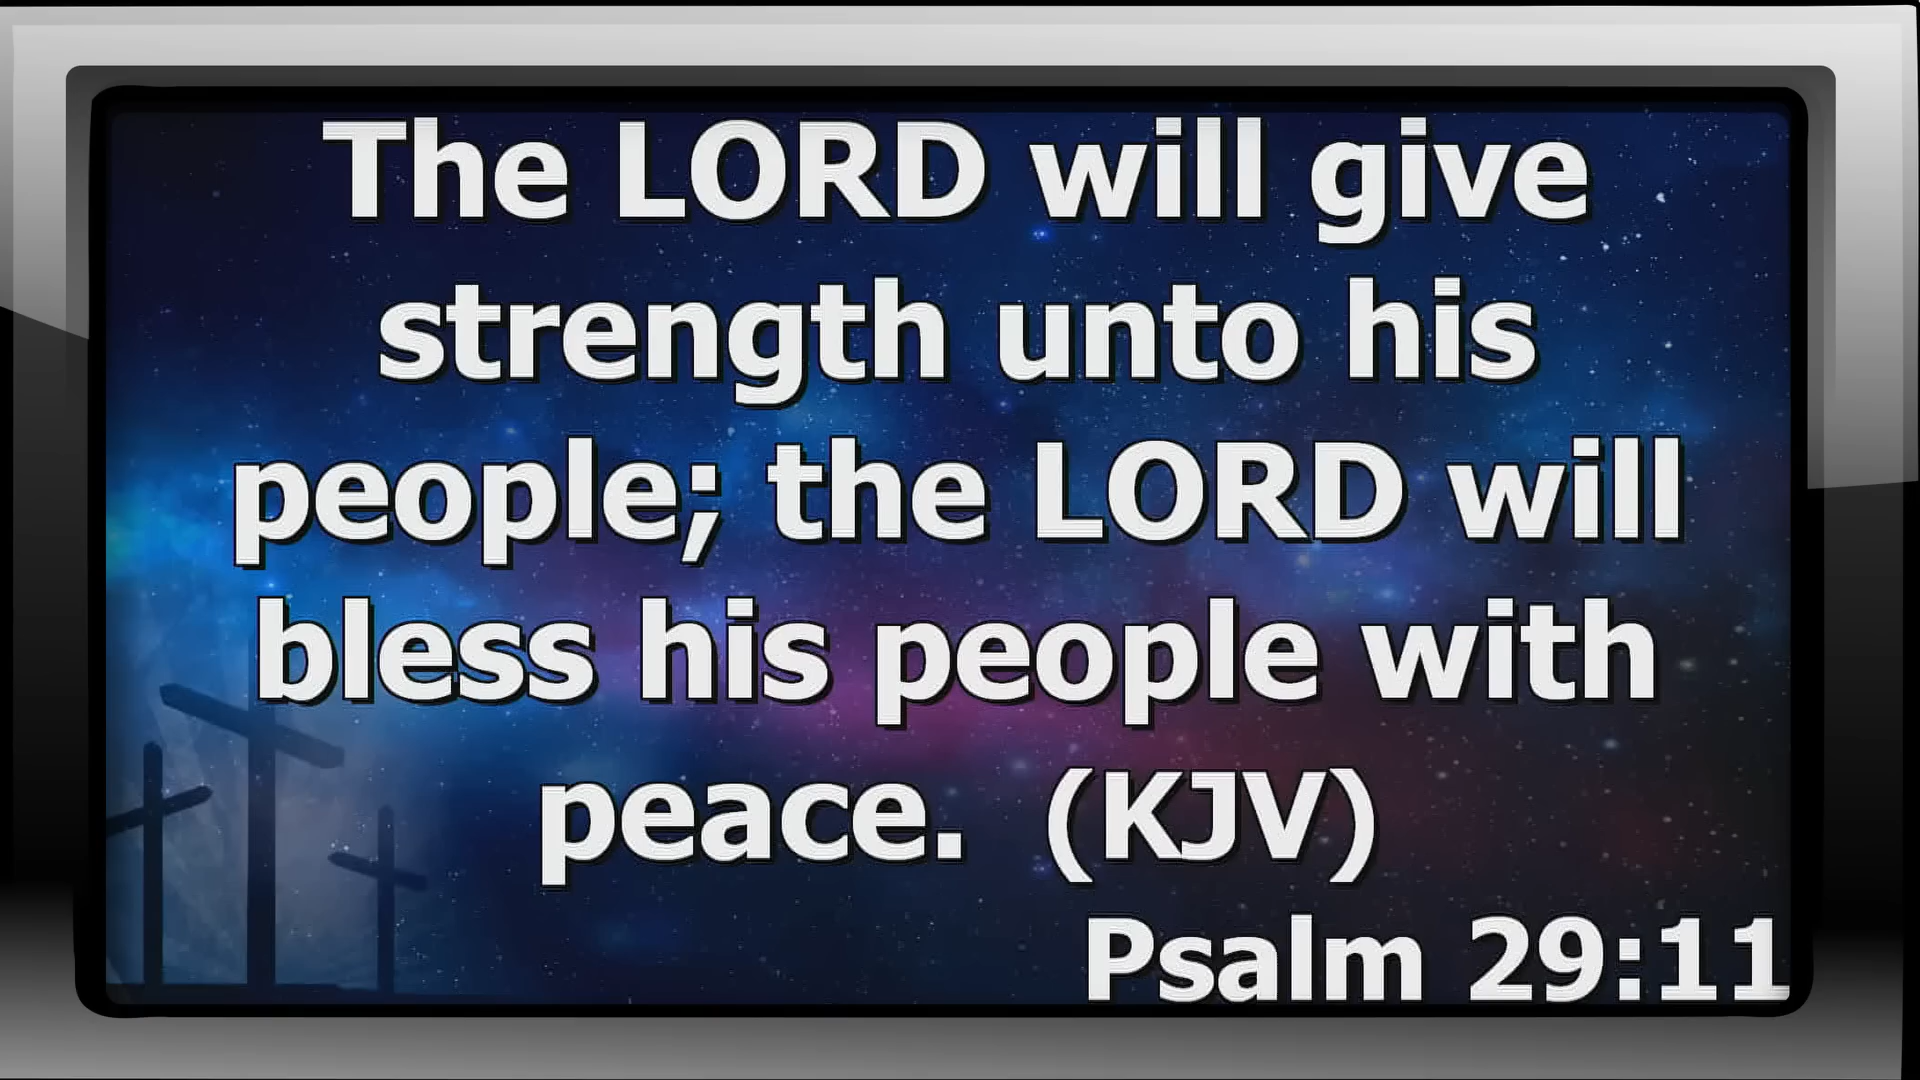 The LORD will give
strength unto his
people; the LORD will
bless his people with
peace.  (KJV)
Psalm 29:11